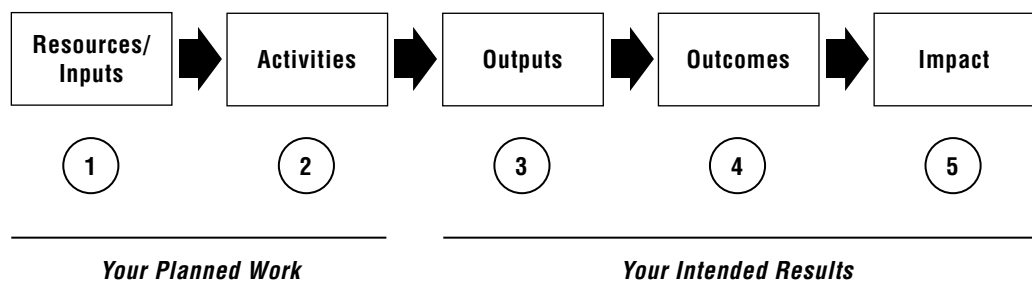 Resources/
Inputs
Activities
Outputs
Outcomes
Impact
1
2
3
4
5
Your Planned Work
Your Intended Results